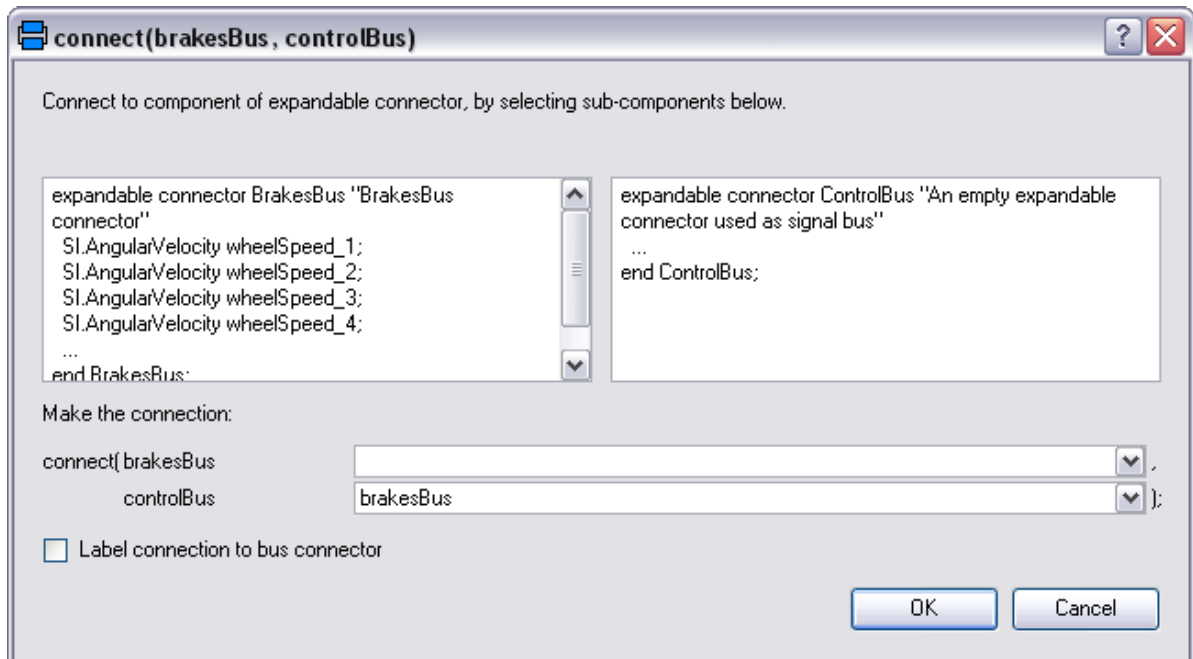 connect(brakesBus, controlBus)
Connect to component of expandable connector, by selecting sub-components below.
expandable connector BrakesBus "BrakesBus
connector"
SI.AngularVelocity wheelSpeed_1;
SI.AngularVelocity wheelSpeed_2;
SI.AngularVelocity wheelSpeed_3;
SI.AngularVelocity wheelSpeed_4;
...
end BrakesBus;
expandable connector ControlBus "An empty expandable
connector used as signal bus"
...
end ControlBus;
Make the connection:
connect( brakesBus ,
controlBus brakesBus );
Label connection to bus connector
OK Cancel